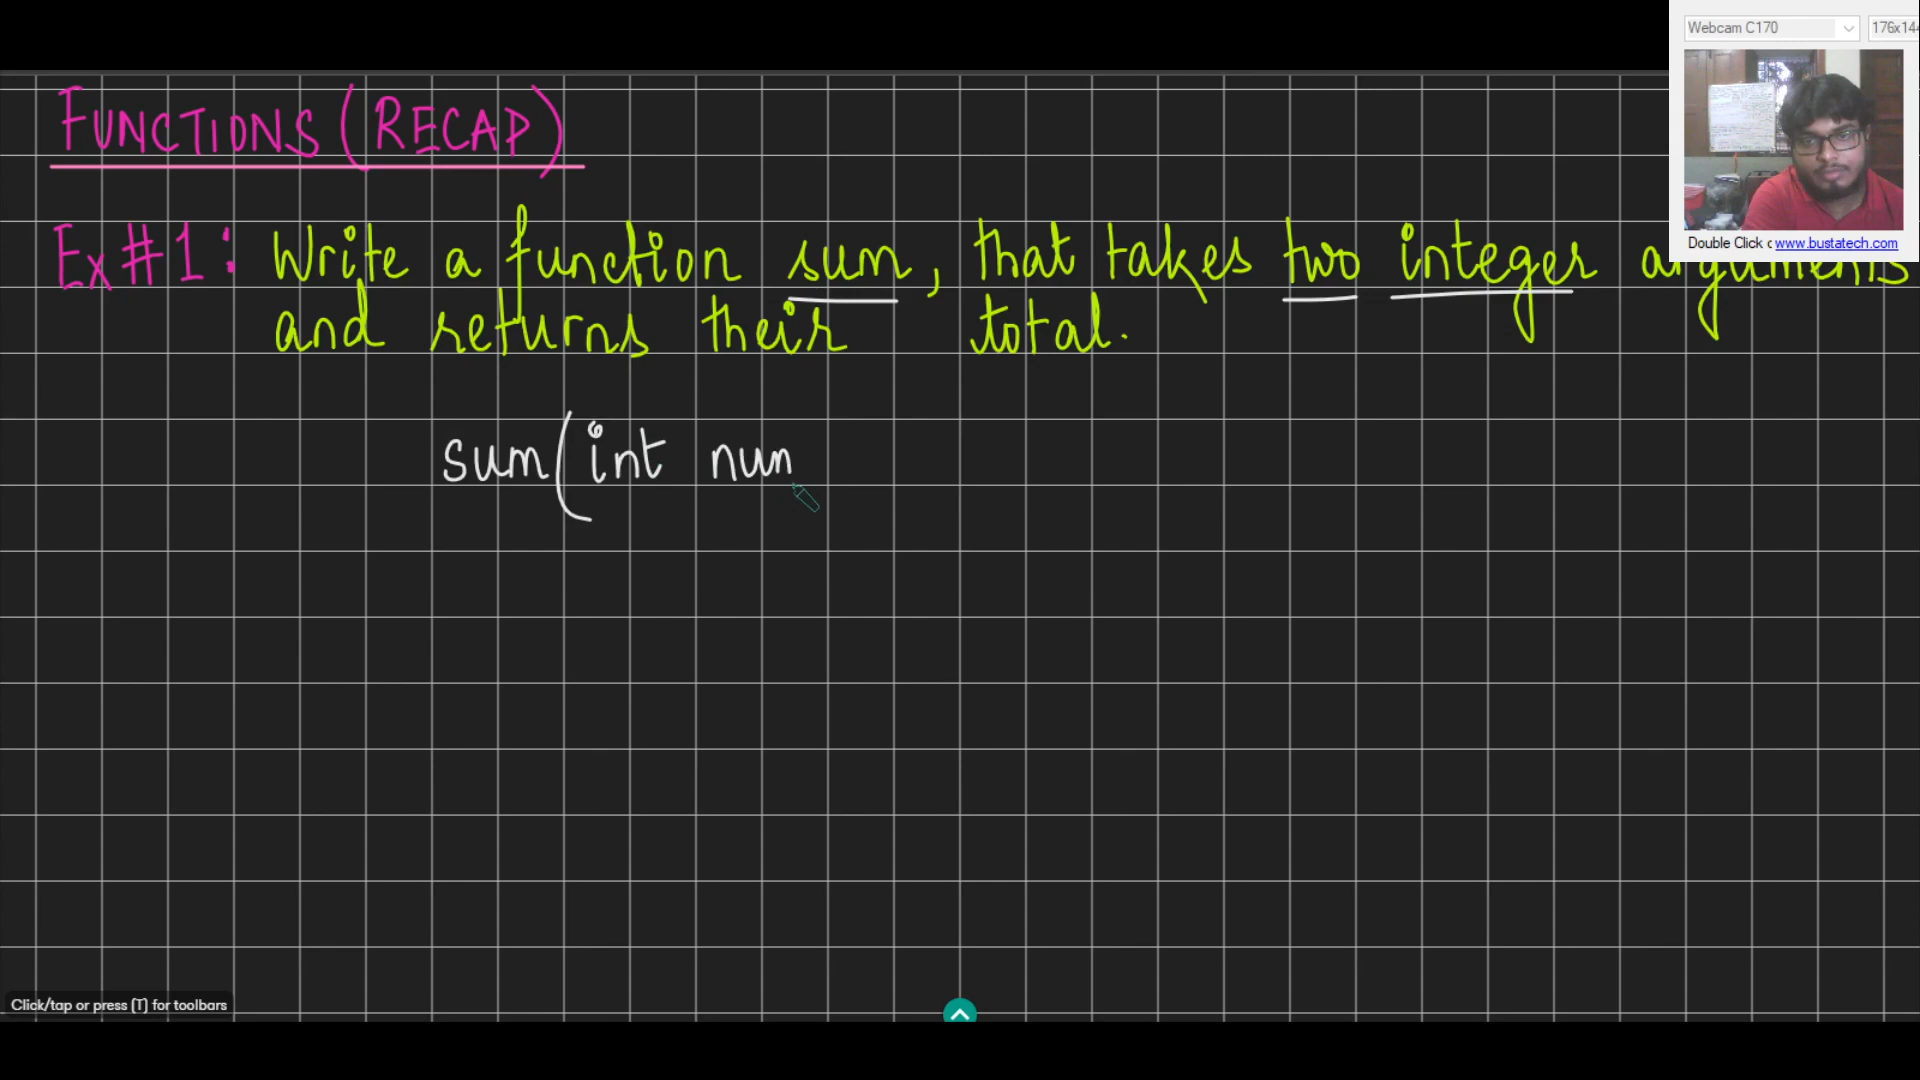 Webcam C170 176x144
FUNCTIONS (RECAP)
Double Click www.bustatech.com
Ex#1: Write a function sum, that takes two integer arguments
and returns their total.
sum(int num
Click/tap or press (T) for toolbars